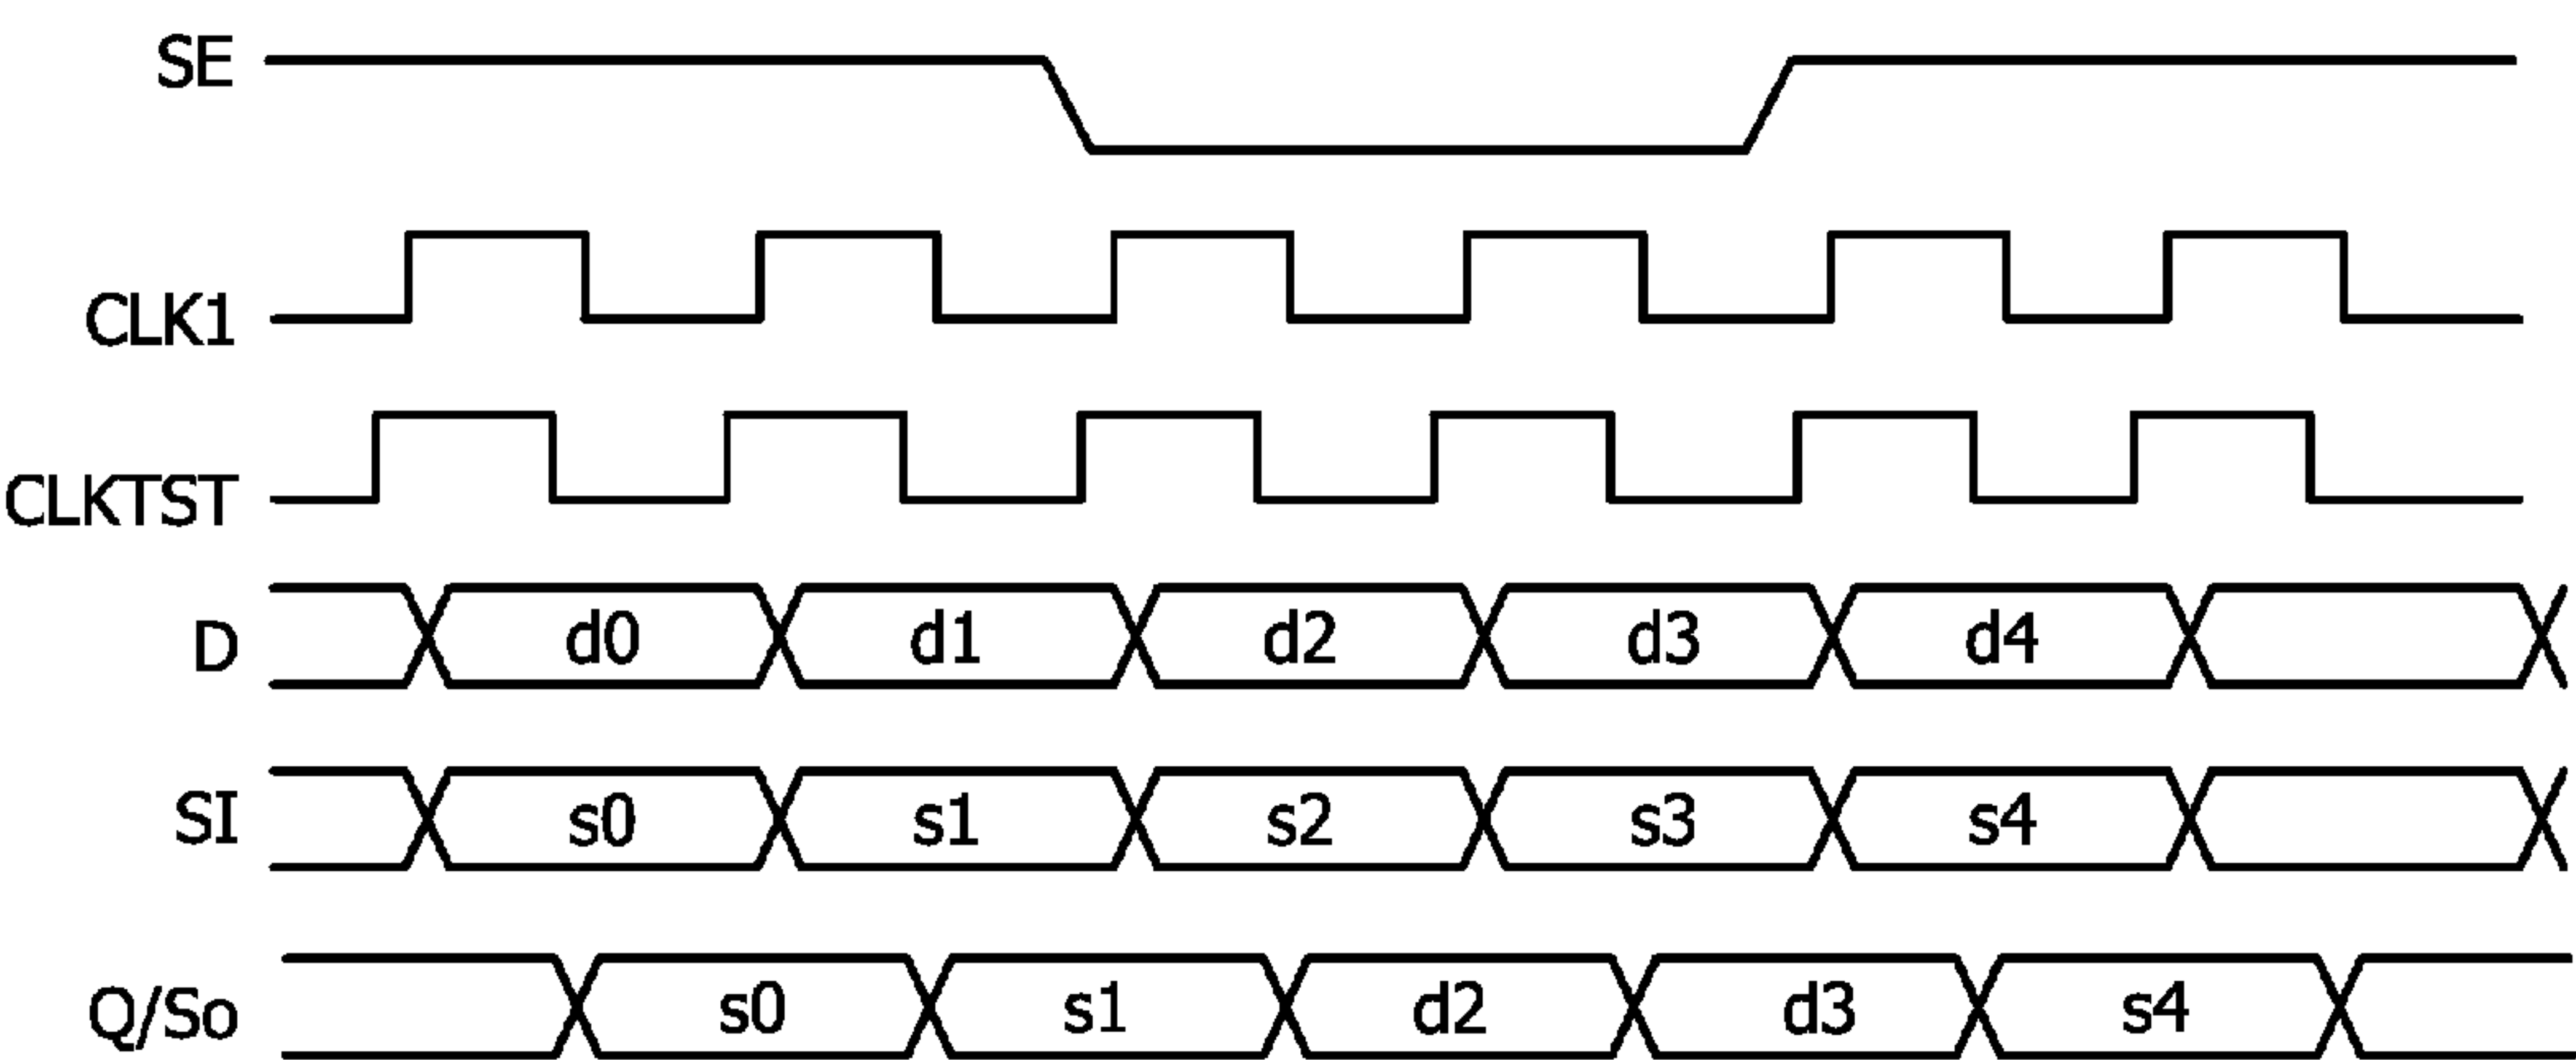 SE
CLK1
CLKTST
D d0 d1 d2 d3 d4
SI s0 s1 s2 s3 s4
Q/So s0 s1 d2 d3 s4